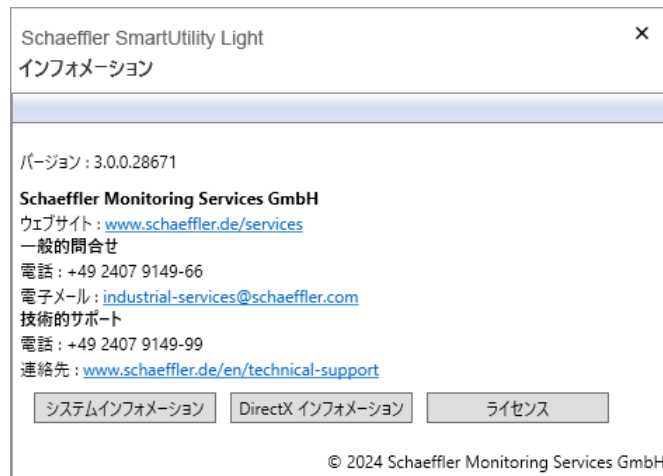 Schaeffler SmartUtility Light
インフォメーション
バージョン : 3.0.0.28671
Schaeffler Monitoring Services GmbH
ウェブサイト : www.schaeffler.de/services
一般的問合せ
電話 : +49 2407 9149-66
電子メール : industrial-services@schaeffler.com
技術的サポート
電話 : +49 2407 9149-99
連絡先 : www.schaeffler.de/en/technical-support
システムインフォメーション DirectX インフォメーション ライセンス
© 2024 Schaeffler Monitoring Services GmbH